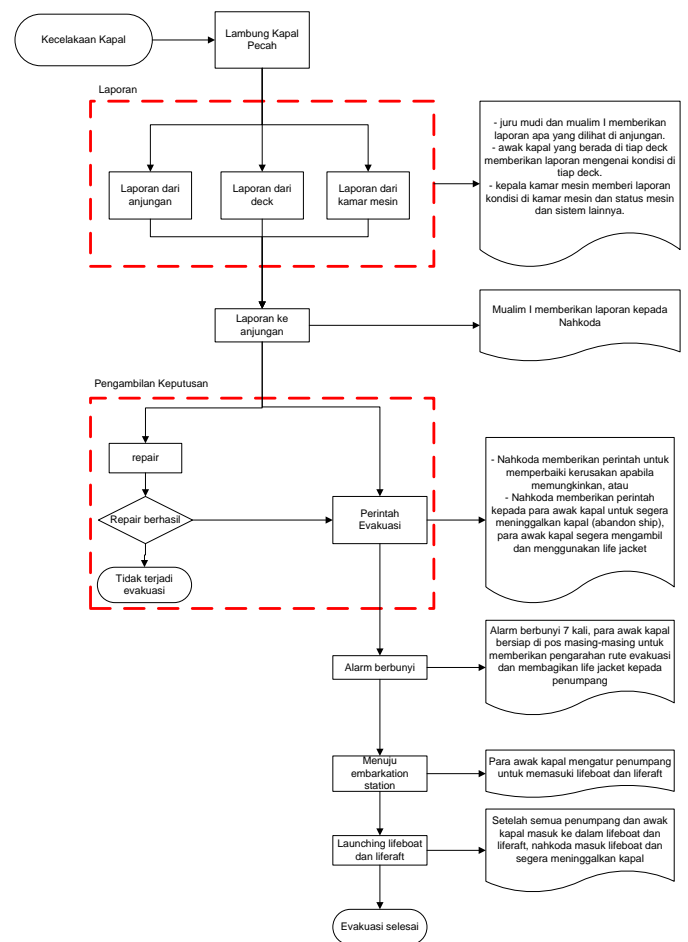 Kecelakaan Kapal
Lambung Kapal
Pecah
Laporan
Laporan dari
anjungan
Laporan dari
deck
Laporan dari
kamar mesin
- juru mudi dan mualim I memberikan
laporan apa yang dilihat di anjungan.
- awak kapal yang berada di tiap deck
memberikan laporan mengenai kondisi di
tiap deck.
- kepala kamar mesin memberi laporan
kondisi di kamar mesin dan status mesin
dan sistem lainnya.
Laporan ke
anjungan
Mualim I memberikan laporan kepada
Nahkoda
Pengambilan Keputusan
repair
Repair berhasil
Tidak terjadi
evakuasi
Perintah
Evakuasi
- Nahkoda memberikan perintah untuk
memperbaiki kerusakan apabila
memungkinkan, atau
- Nahkoda memberikan perintah
kepada para awak kapal untuk segera
meninggalkan kapal (abandon ship),
para awak kapal segera mengambil
dan menggunakan life jacket
Alarm berbunyi
Alarm berbunyi 7 kali, para awak kapal
bersiap di pos masing-masing untuk
memberikan pengarahan rute evakuasi
dan membagikan life jacket kepada
penumpang
Menuju
embarkation
station
Para awak kapal mengatur penumpang
untuk memasuki lifeboat dan liferaft
Launching lifeboat
dan liferaft
Setelah semua penumpang dan awak
kapal masuk ke dalam lifeboat dan
liferaft, nahkoda masuk lifeboat dan
segera meninggalkan kapal
Evakuasi selesai